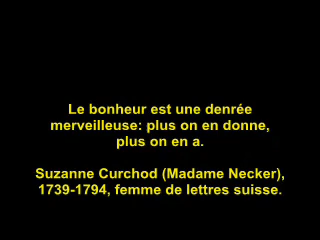 Le bonheur est une denrée
merveilleuse: plus on en donne,
plus on en a.
Suzanne Curchod (Madame Necker),
1739-1794, femme de lettres suisse.